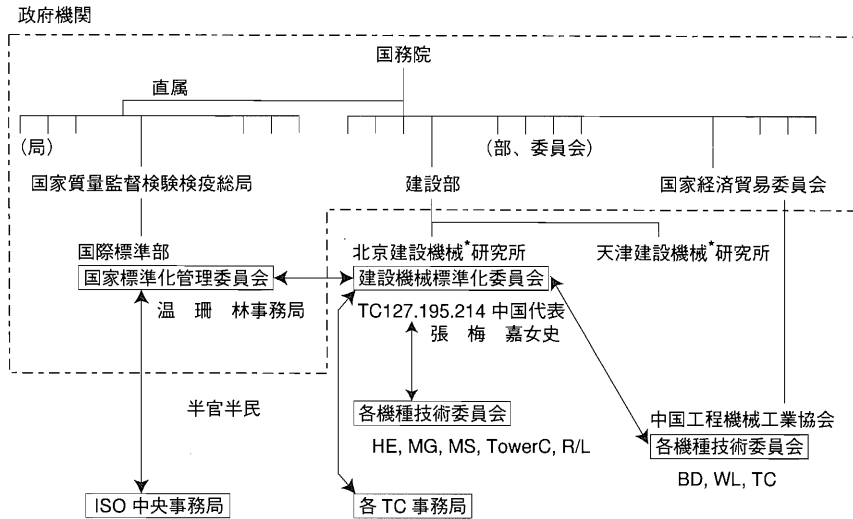 政府機関
国務院
直属
(局)
(部、委員会)
国家質量監督検験検疫総局
建設部
国家経済貿易委員会
国際標準部
北京建設機械*研究所
天津建設機械*研究所
国家標準化管理委員会
建設機械標準化委員会
温 珊 林事務局
TC127.195.214 中国代表
張 梅 嘉女史
半官半民
各機種技術委員会
HE, MG, MS, TowerC, R/L
中国工程機械工業協会
各機種技術委員会
BD, WL, TC
ISO 中央事務局
各 TC 事務局